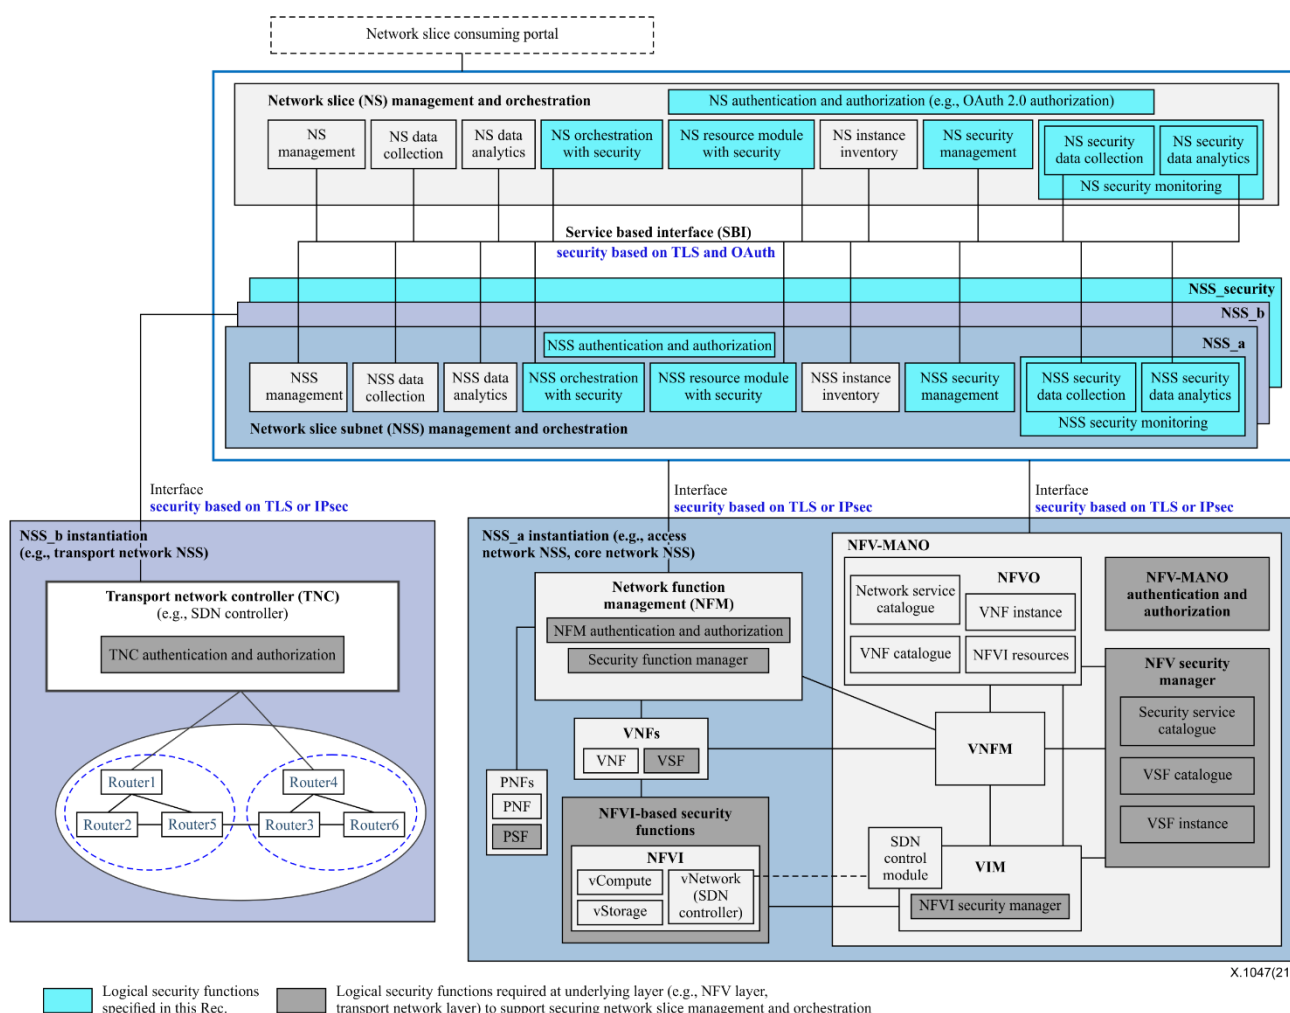 Network slice consuming portal
Network slice (NS) management and orchestration
NS authentication and authorization (e.g., OAuth 2.0 authorization)
NS
management
NS data
collection
NS data
analytics
NS orchestration
with security
NS resource module
with security
NS instance
inventory
NS security
management
NS security
data collection
NS security
data analytics
NS security monitoring
Service based interface (SBI)
security based on TLS and OAuth
NSS_security
NSS_b
NSS_a
NSS authentication and authorization
NSS
management
NSS data
collection
NSS data
analytics
NSS orchestration
with security
NSS resource module
with security
NSS instance
inventory
NSS security
management
NSS security
data collection
NSS security
data analytics
NSS security monitoring
Network slice subnet (NSS) management and orchestration
Interface
security based on TLS or IPsec
Interface
security based on TLS or IPsec
Interface
security based on TLS or IPsec
NSS_b instantiation
(e.g., transport network NSS)
Transport network controller (TNC)
(e.g., SDN controller)
TNC authentication and authorization
Router1
Router4
Router2
Router5
Router3
Router6
NSS_a instantiation (e.g., access
network NSS, core network NSS)
Network function
management (NFM)
NFM authentication and authorization
Security function manager
VNFs
VNF
VSF
PNFs
PNF
PSF
NFVI-based security
functions
NFVI
vCompute
vStorage
vNetwork
(SDN
controller)
NFV-MANO
NFVO
Network service
catalogue
VNF instance
VNF catalogue
NFVI resources
NFV-MANO
authentication and
authorization
NFV security
manager
Security service
catalogue
VSF catalogue
VSF instance
VNFM
SDN
control
module
VIM
NFVI security manager
X.1047(21
Logical security functions
specified in this Rec.
Logical security functions required at underlying layer (e.g., NFV layer,
transport network layer) to support securing network slice management and orchestration